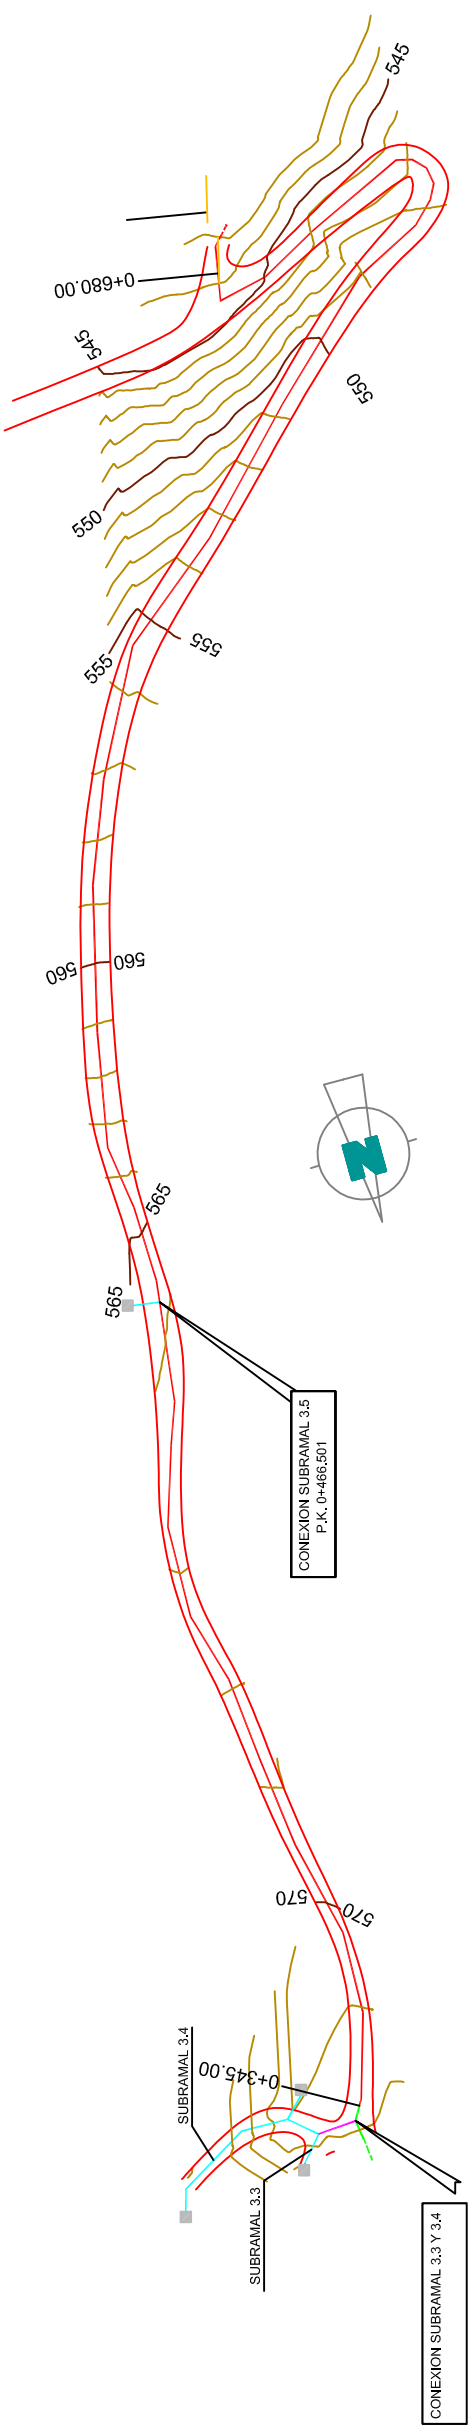 545
0+680.00
545
550
550
555
555
560
560
N
565
565
CONEXION SUBRAMAL 3.5
P.K. 0+466.501
570
570
SUBRAMAL 3.4
0+345.00
SUBRAMAL 3.3
CONEXION SUBRAMAL 3.3 Y 3.4